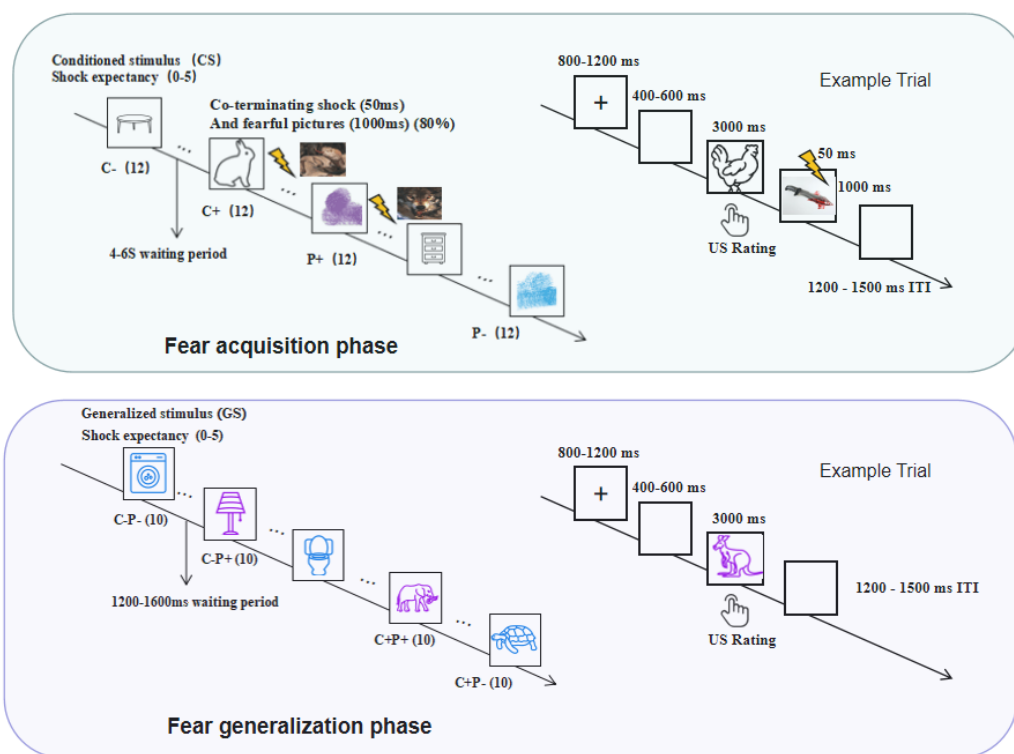 Conditioned stimulus (CS)
Shock expectancy (0-5)
C- (12)
...
Co-terminating shock (50ms)
And fearful pictures (1000ms) (80%)
C+ (12)
...
4-6S waiting period
P+ (12)
...
...
P- (12)
Fear acquisition phase
800-1200 ms
Example Trial
+
400-600 ms
3000 ms
50 ms
1000 ms
US Rating
1200 - 1500 ms ITI
Generalized stimulus (GS)
Shock expectancy (0-5)
...
C-P- (10)
C-P+ (10)
...
1200-1600ms waiting period
...
C+P+ (10)
...
C+P- (10)
Fear generalization phase
800-1200 ms
Example Trial
+
400-600 ms
3000 ms
1200 - 1500 ms ITI
US Rating